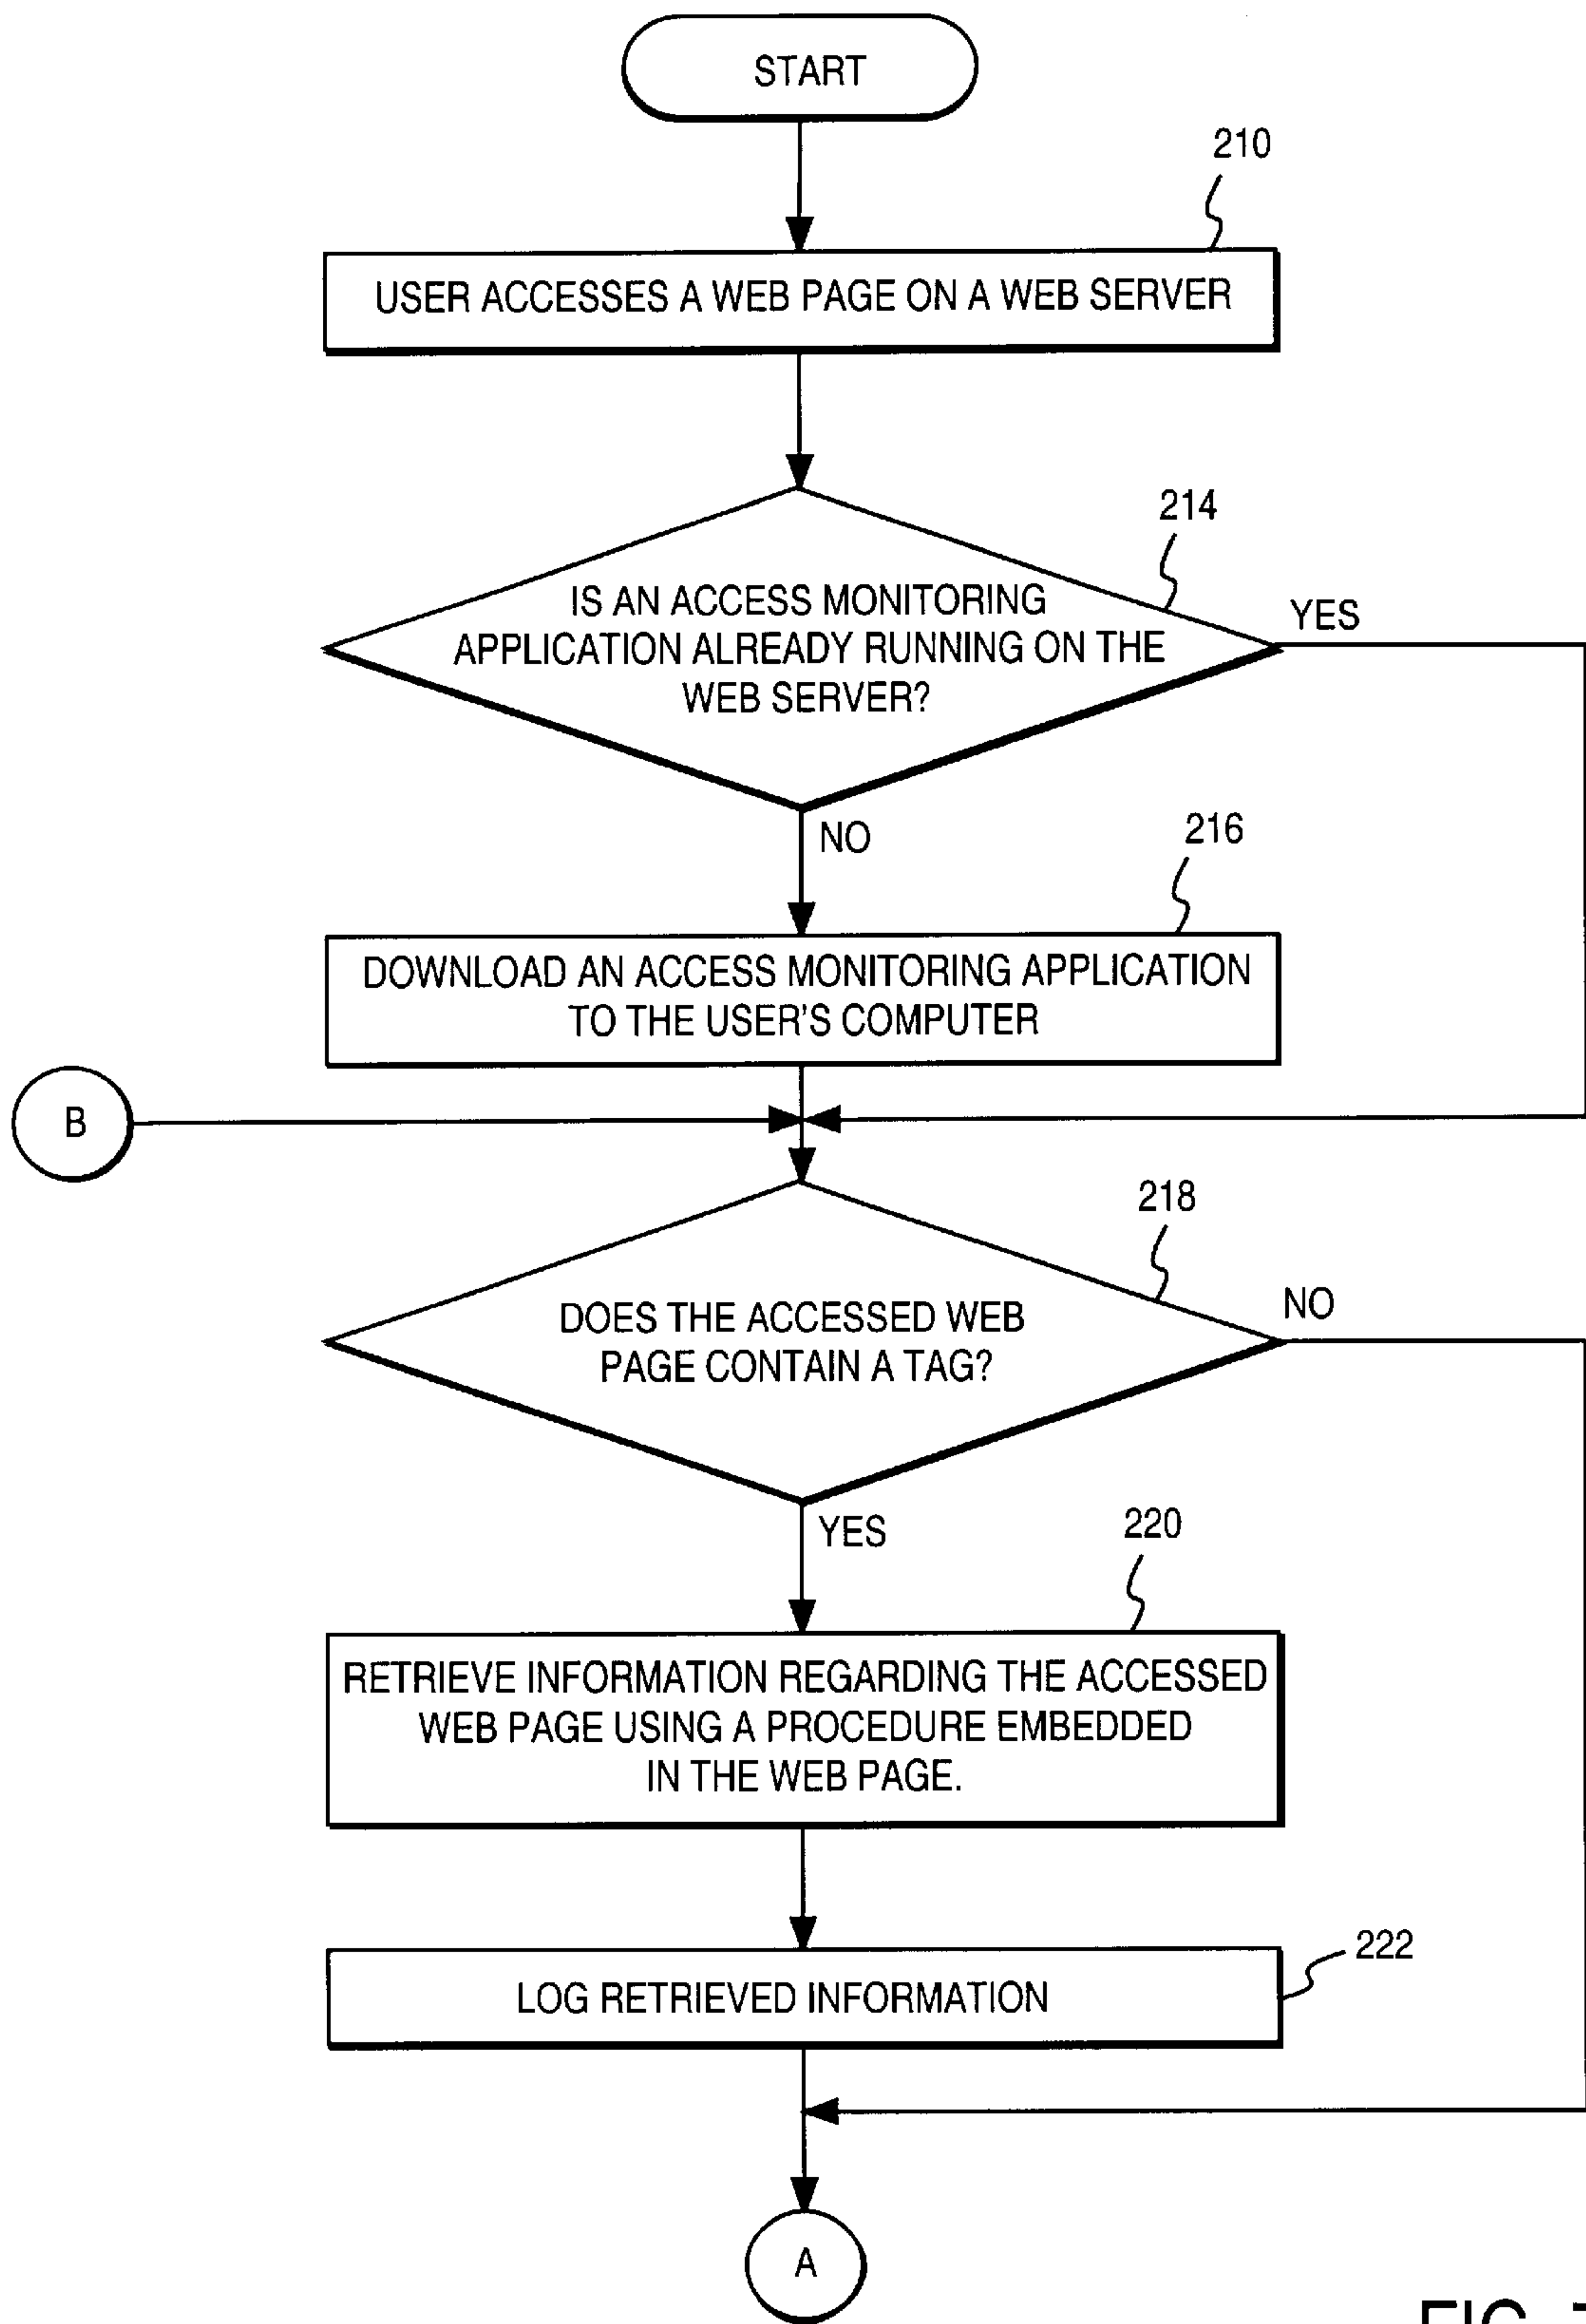 START
210
USER ACCESSES A WEB PAGE ON A WEB SERVER
214
IS AN ACCESS MONITORING
APPLICATION ALREADY RUNNING ON THE
WEB SERVER?
YES
NO
216
DOWNLOAD AN ACCESS MONITORING APPLICATION
TO THE USER'S COMPUTER
B
218
DOES THE ACCESSED WEB
PAGE CONTAIN A TAG?
NO
YES
220
RETRIEVE INFORMATION REGARDING THE ACCESSED
WEB PAGE USING A PROCEDURE EMBEDDED
IN THE WEB PAGE.
222
LOG RETRIEVED INFORMATION
A
FIG.